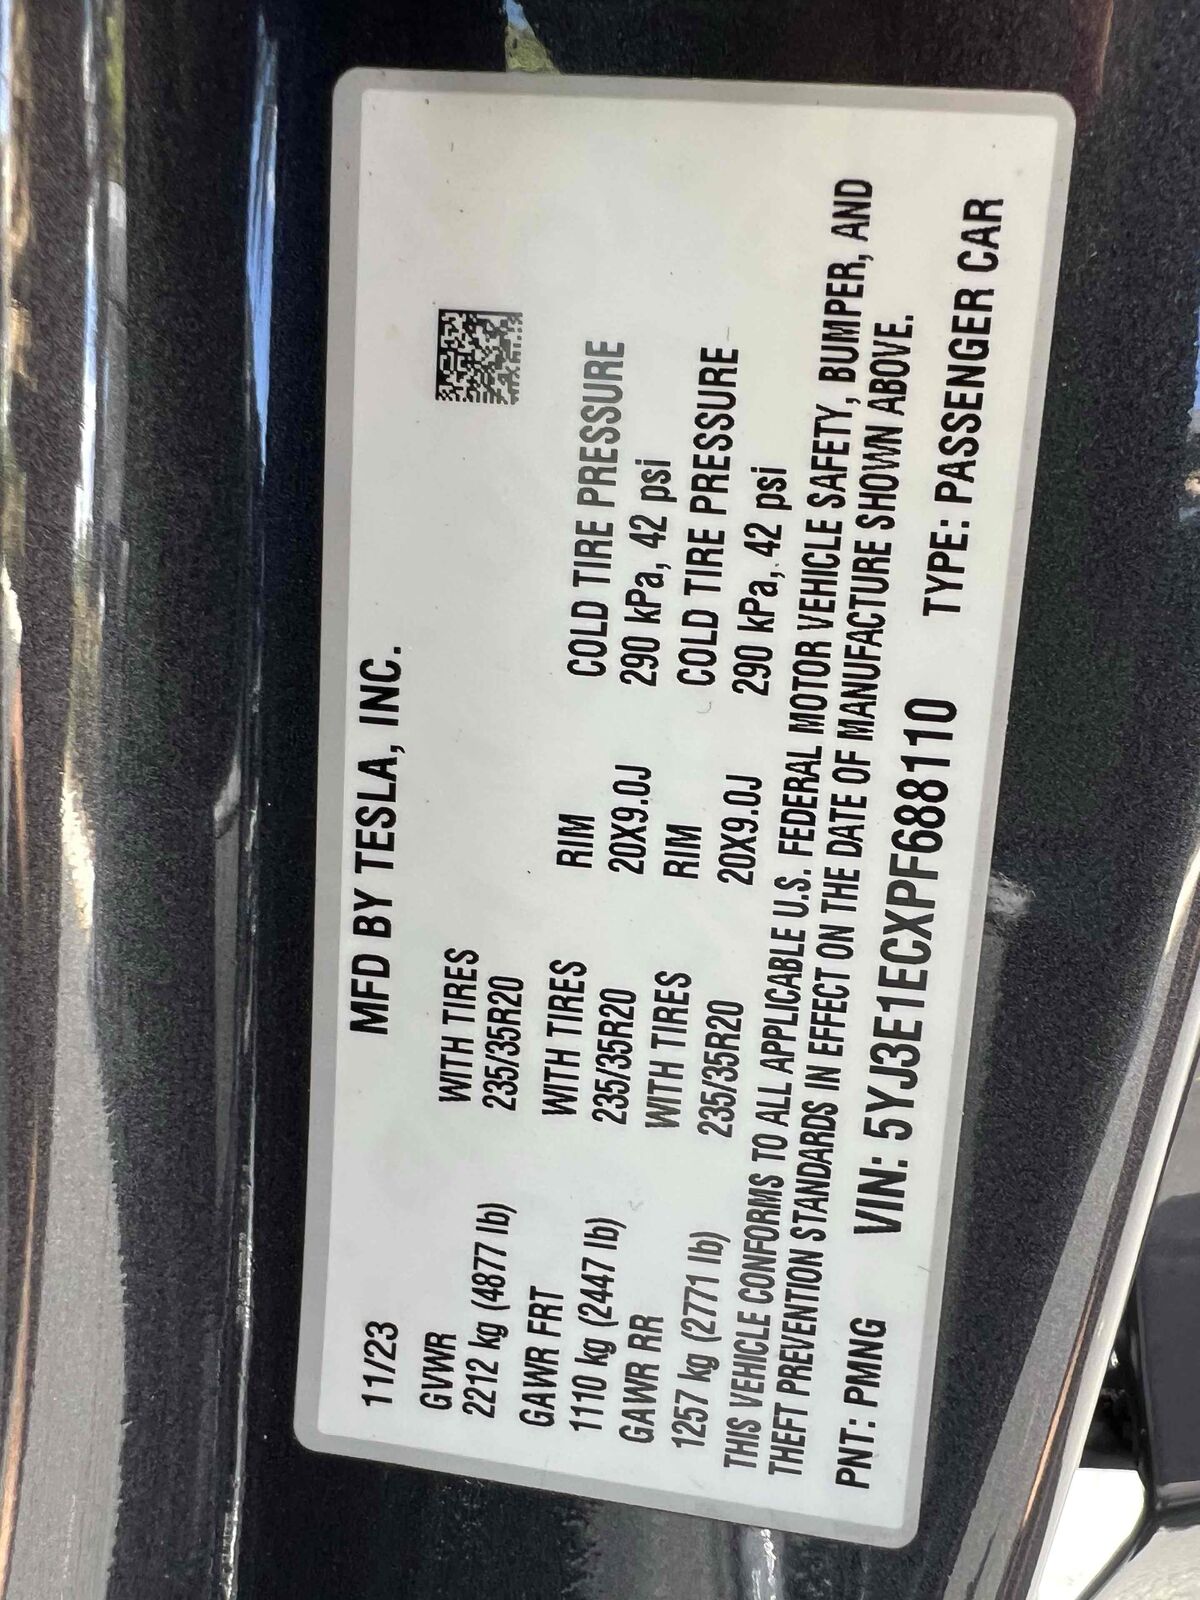 MFD BY TESLA, INC.
11/23
GVWR WITH TIRES
2212 kg (4877 lb) 235/35R20
GAWR FRT WITH TIRES RIM COLD TIRE PRESSURE
1110 kg (2447 lb) 235/35R20 20X9.0J 290 kPa, 42 psi
GAWR RR WITH TIRES RIM COLD TIRE PRESSURE
1257 kg (2771 lb) 235/35R20 20X9.0J 290 kPa, 42 psi
THIS VEHICLE CONFORMS TO ALL APPLICABLE U.S. FEDERAL MOTOR VEHICLE SAFETY, BUMPER, AND
THEFT PREVENTION STANDARDS IN EFFECT ON THE DATE OF MANUFACTURE SHOWN ABOVE.
PNT: PMNG VIN: 5YJ3E1ECXPF688110 TYPE: PASSENGER CAR